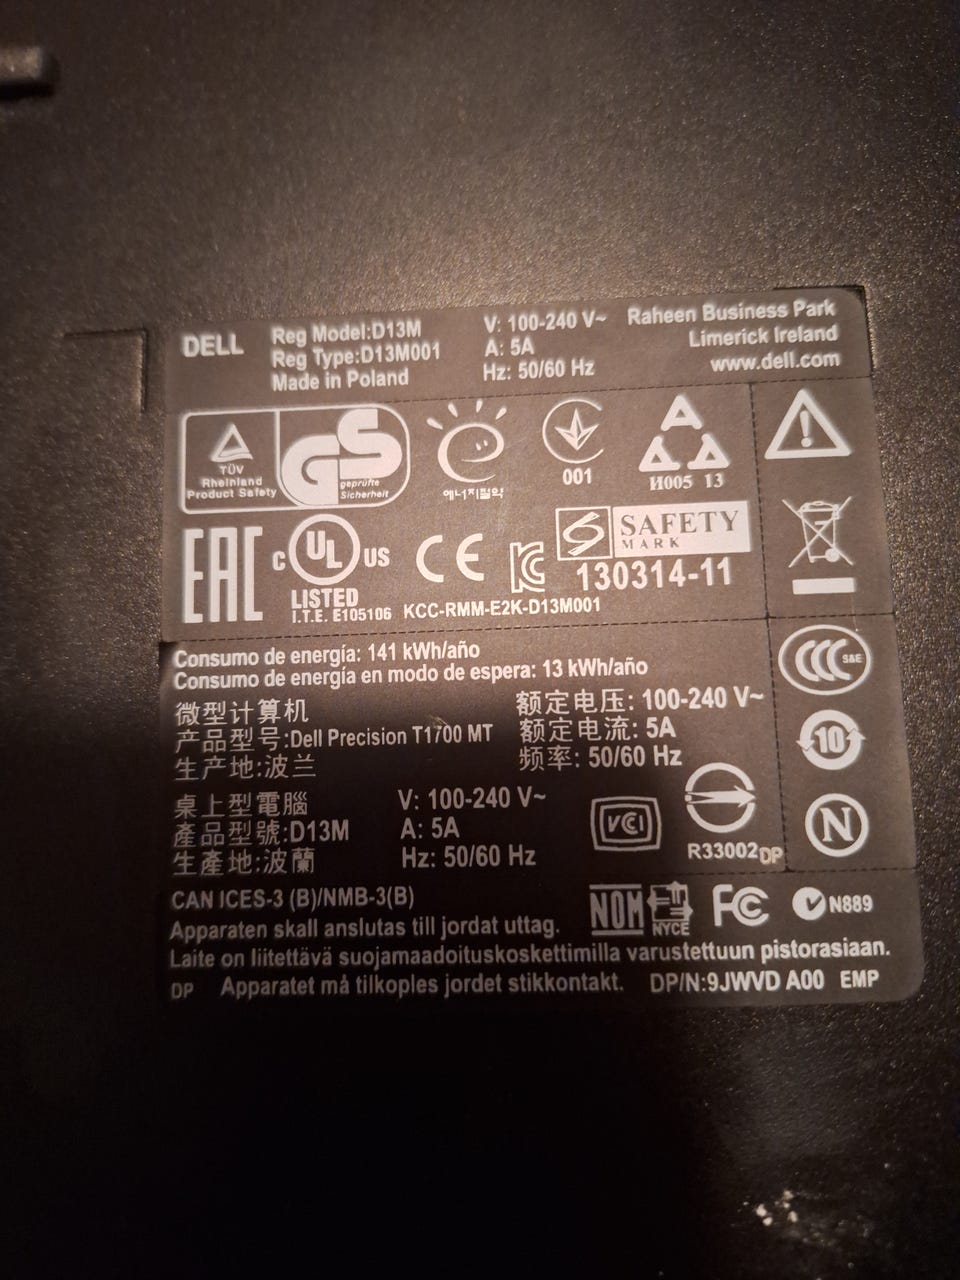 DELL
Reg Model:D13M
Reg Type:D13M001
Made in Poland
V: 100-240 V~
A: 5A
Hz: 50/60 Hz
Raheen Business Park
Limerick Ireland
www.dell.com
TÜV
Rheinland
Product Safety
GS
geprüfte
Sicherheit
에너지절약
001
И005 13
EAC
C UL US
LISTED
I.T.E. E105106
CE
KC
KCC-RMM-E2K-D13M001
SAFETY
MARK
130314-11
Consumo de energía: 141 kWh/año
Consumo de energía en modo de espera: 13 kWh/año
微型计算机
产品型号:Dell Precision T1700 MT
生产地:波兰
额定电压: 100-240 V~
额定电流: 5A
频率: 50/60 Hz
CCC S&E
10
N
桌上型電腦
產品型號:D13M
生產地:波蘭
V: 100-240 V~
A: 5A
Hz: 50/60 Hz
VCI
R33002
DP
CAN ICES-3 (B)/NMB-3(B)
NOM
NYCE
FC
N889
Apparaten skall anslutas till jordat uttag.
Laite on liitettävä suojamaadoituskoskettimilla varustettuun pistorasiaan.
DP Apparatet må tilkoples jordet stikkontakt. DP/N:9JWVD A00 EMP